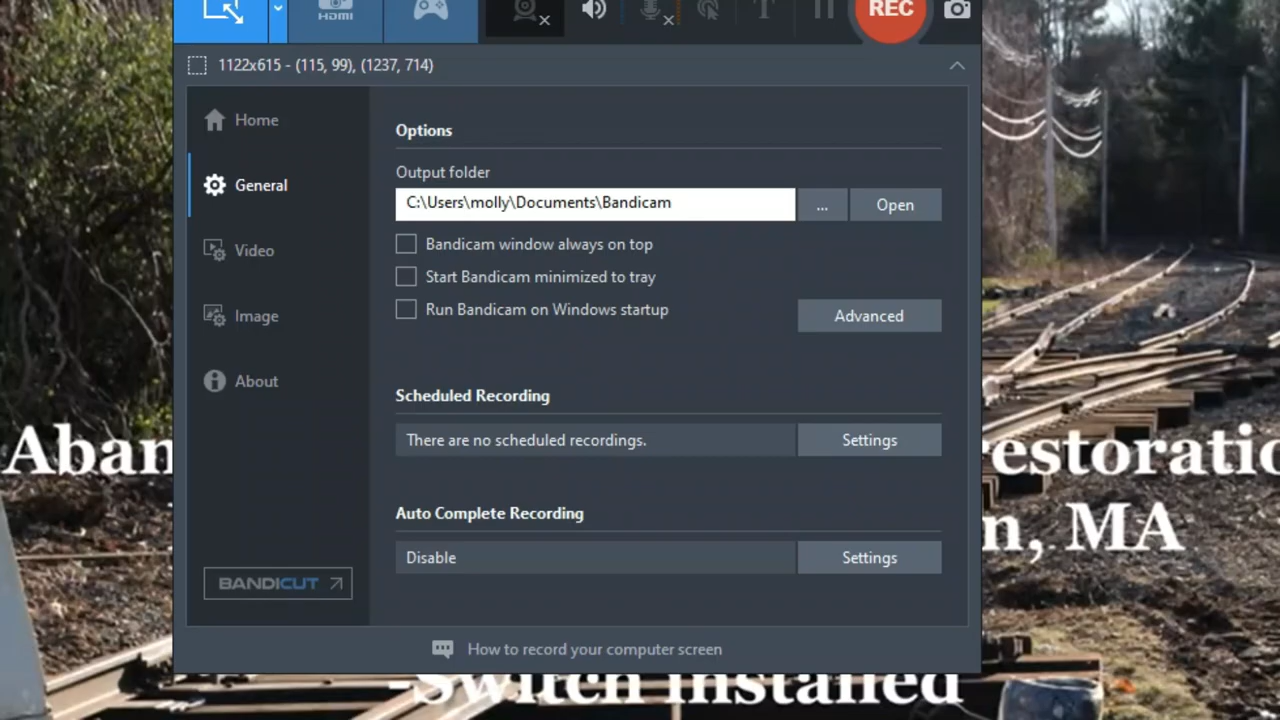 HDMI
REC
1122x615 - (115, 99), (1237, 714)
Home
General
Video
Image
About
BANDICUT
Options
Output folder
C:\Users\molly\Documents\Bandicam
...
Open
Bandicam window always on top
Start Bandicam minimized to tray
Run Bandicam on Windows startup
Advanced
Scheduled Recording
There are no scheduled recordings.
Settings
Auto Complete Recording
Disable
Settings
How to record your computer screen
MA
-Switch installed